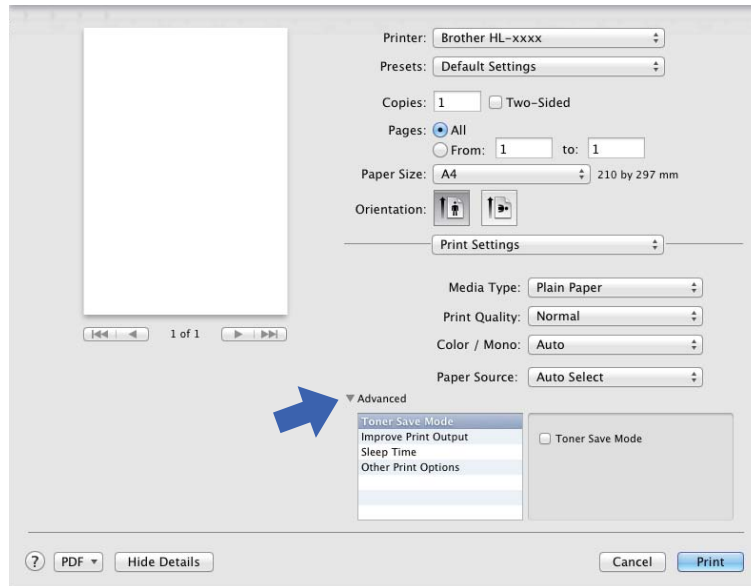 Printer: Brother HL-xxxx
Presets: Default Settings
Copies: 1 Two-Sided
Pages: All
From: 1 to: 1
Paper Size: A4 210 by 297 mm
Orientation:
Print Settings
Media Type: Plain Paper
Print Quality: Normal
1 of 1
Color / Mono: Auto
Paper Source: Auto Select
Advanced
Toner Save Mode
Improve Print Output
Sleep Time
Other Print Options
Toner Save Mode
? PDF Hide Details Cancel Print